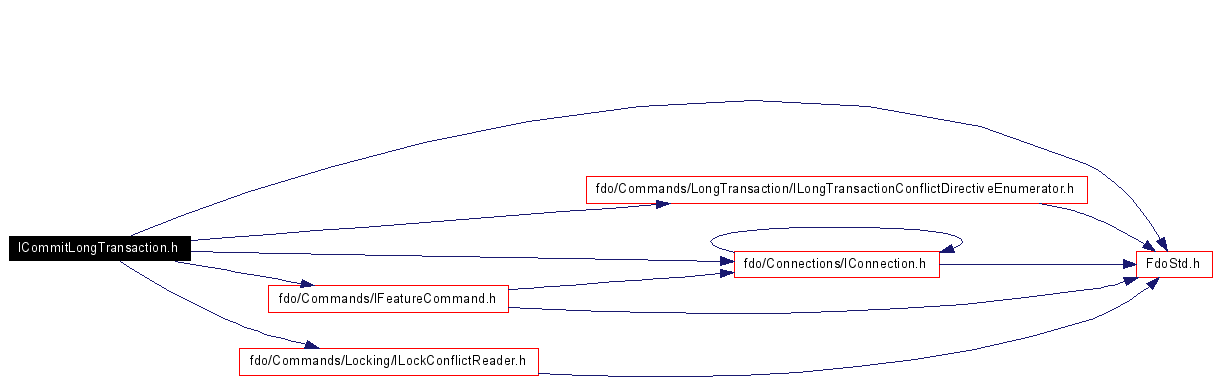 fdo/Commands/LongTransaction/ILongTransactionConflictDirectiveEnumerator.h
ICommitLongTransaction.h
fdo/Connections/IConnection.h
FdoStd.h
fdo/Commands/IFeatureCommand.h
fdo/Commands/Locking/ILockConflictReader.h